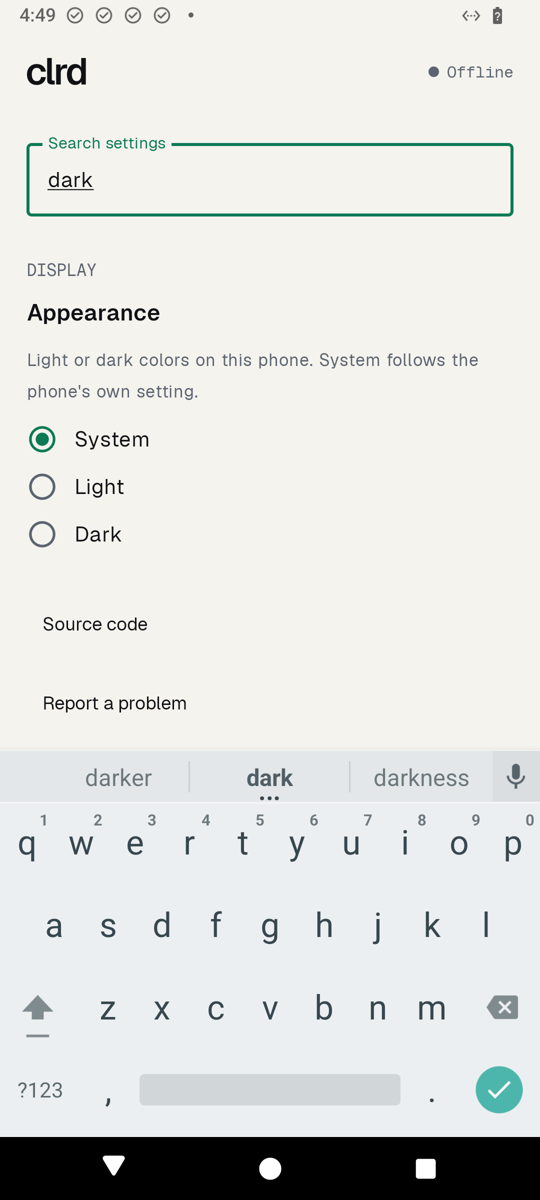 4:49
clrd
Offline
Search settings
dark
DISPLAY
Appearance
Light or dark colors on this phone. System follows the
phone's own setting.
System
Light
Dark
Source code
Report a problem
darker dark darkness
1 2 3 4 5 6 7 8 9 0
q w e r t y u i o p
a s d f g h j k l
z x c v b n m
?123 , .